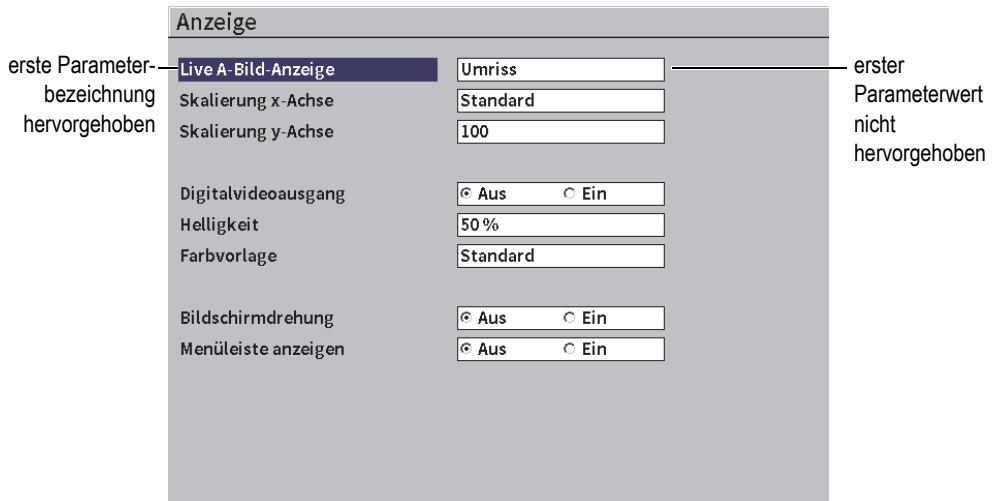 Anzeige
erste Parameter-
bezeichnung
hervorgehoben
Live A-Bild-Anzeige Umriss
Skalierung x-Achse Standard
Skalierung y-Achse 100
Digitalvideoausgang Aus Ein
Helligkeit 50 %
Farbvorlage Standard
Bildschirmdrehung Aus Ein
Menüleiste anzeigen Aus Ein
erster
Parameterwert
nicht
hervorgehoben